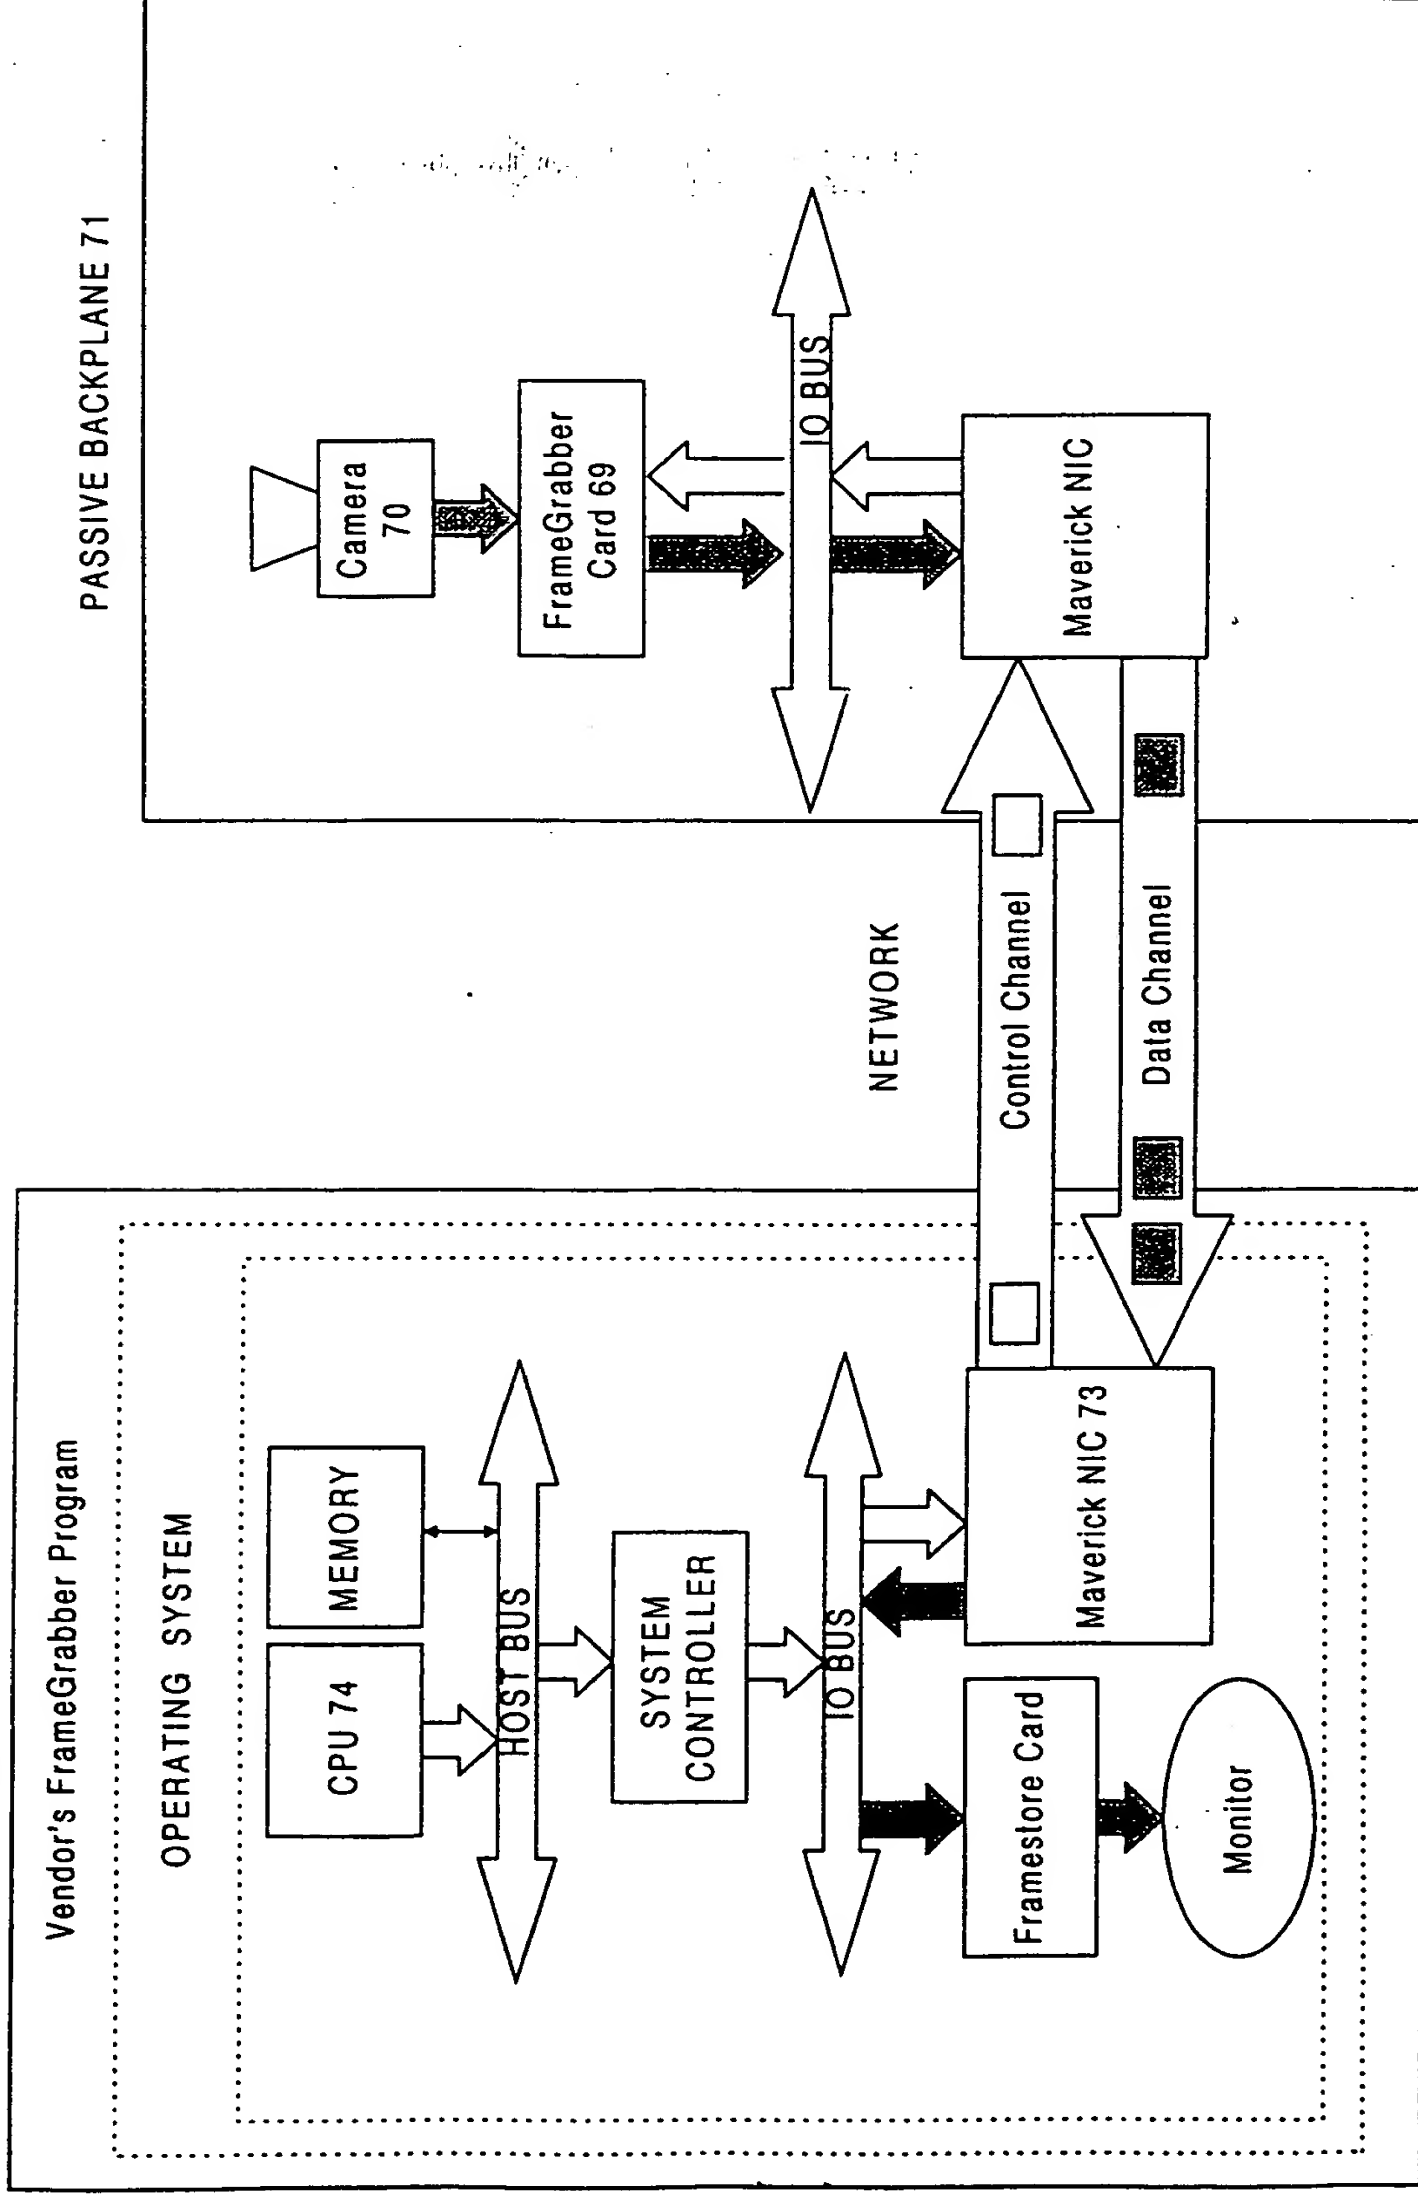 Vendor's FrameGrabber Program
OPERATING SYSTEM
CPU 74
MEMORY
HOST BUS
SYSTEM
CONTROLLER
IO BUS
Framestore Card
Monitor
Maverick NIC 73
NETWORK
Control Channel
Data Channel
PASSIVE BACKPLANE 71
Camera
70
FrameGrabber
Card 69
IO BUS
Maverick NIC